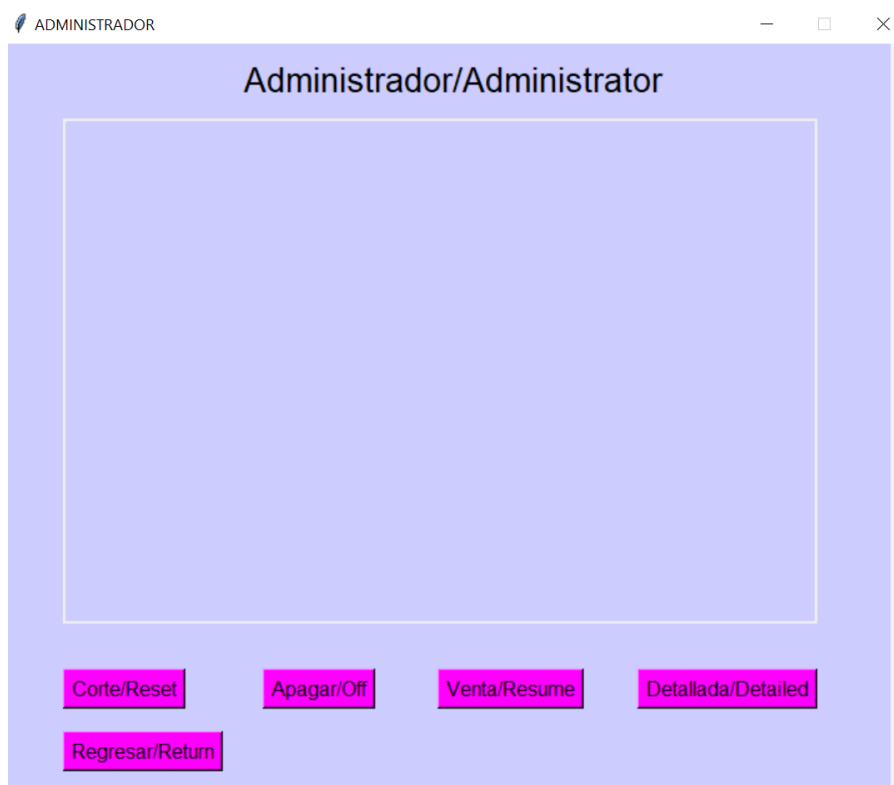 ADMINISTRADOR
Administrador/Administrator
Corte/Reset Apagar/Off Venta/Resume Detallada/Detailed
Regresar/Return